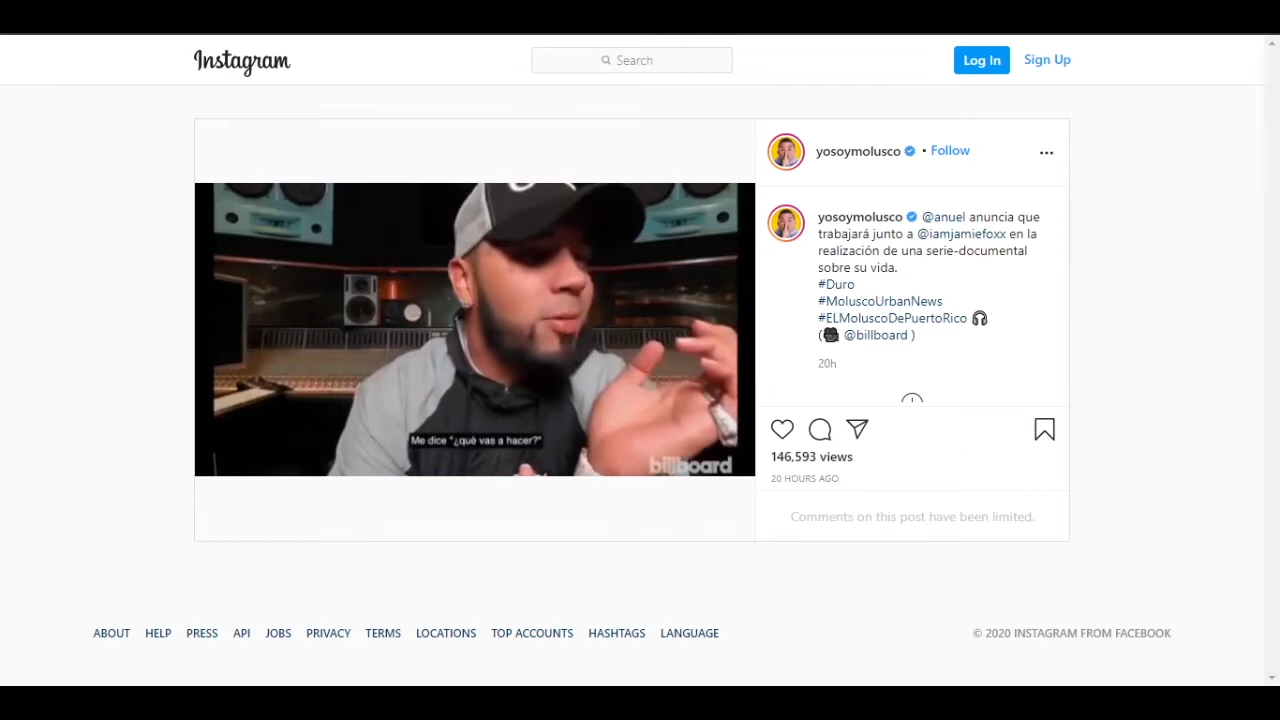 Instagram
Search
Log In
Sign Up
yosoymolusco • Follow
yosoymolusco @anuel anuncia que
trabajará junto a @iamjamiefoxx en la
realización de una serie-documental
sobre su vida.
#Duro
#MoluscoUrbanNews
#ELMoluscoDePuertoRico 🎧
(🎥 @billboard )
20h
Me dice "¿qué vas a hacer?"
billboard
146,593 views
20 HOURS AGO
Comments on this post have been limited.
ABOUT HELP PRESS API JOBS PRIVACY TERMS LOCATIONS TOP ACCOUNTS HASHTAGS LANGUAGE
© 2020 INSTAGRAM FROM FACEBOOK